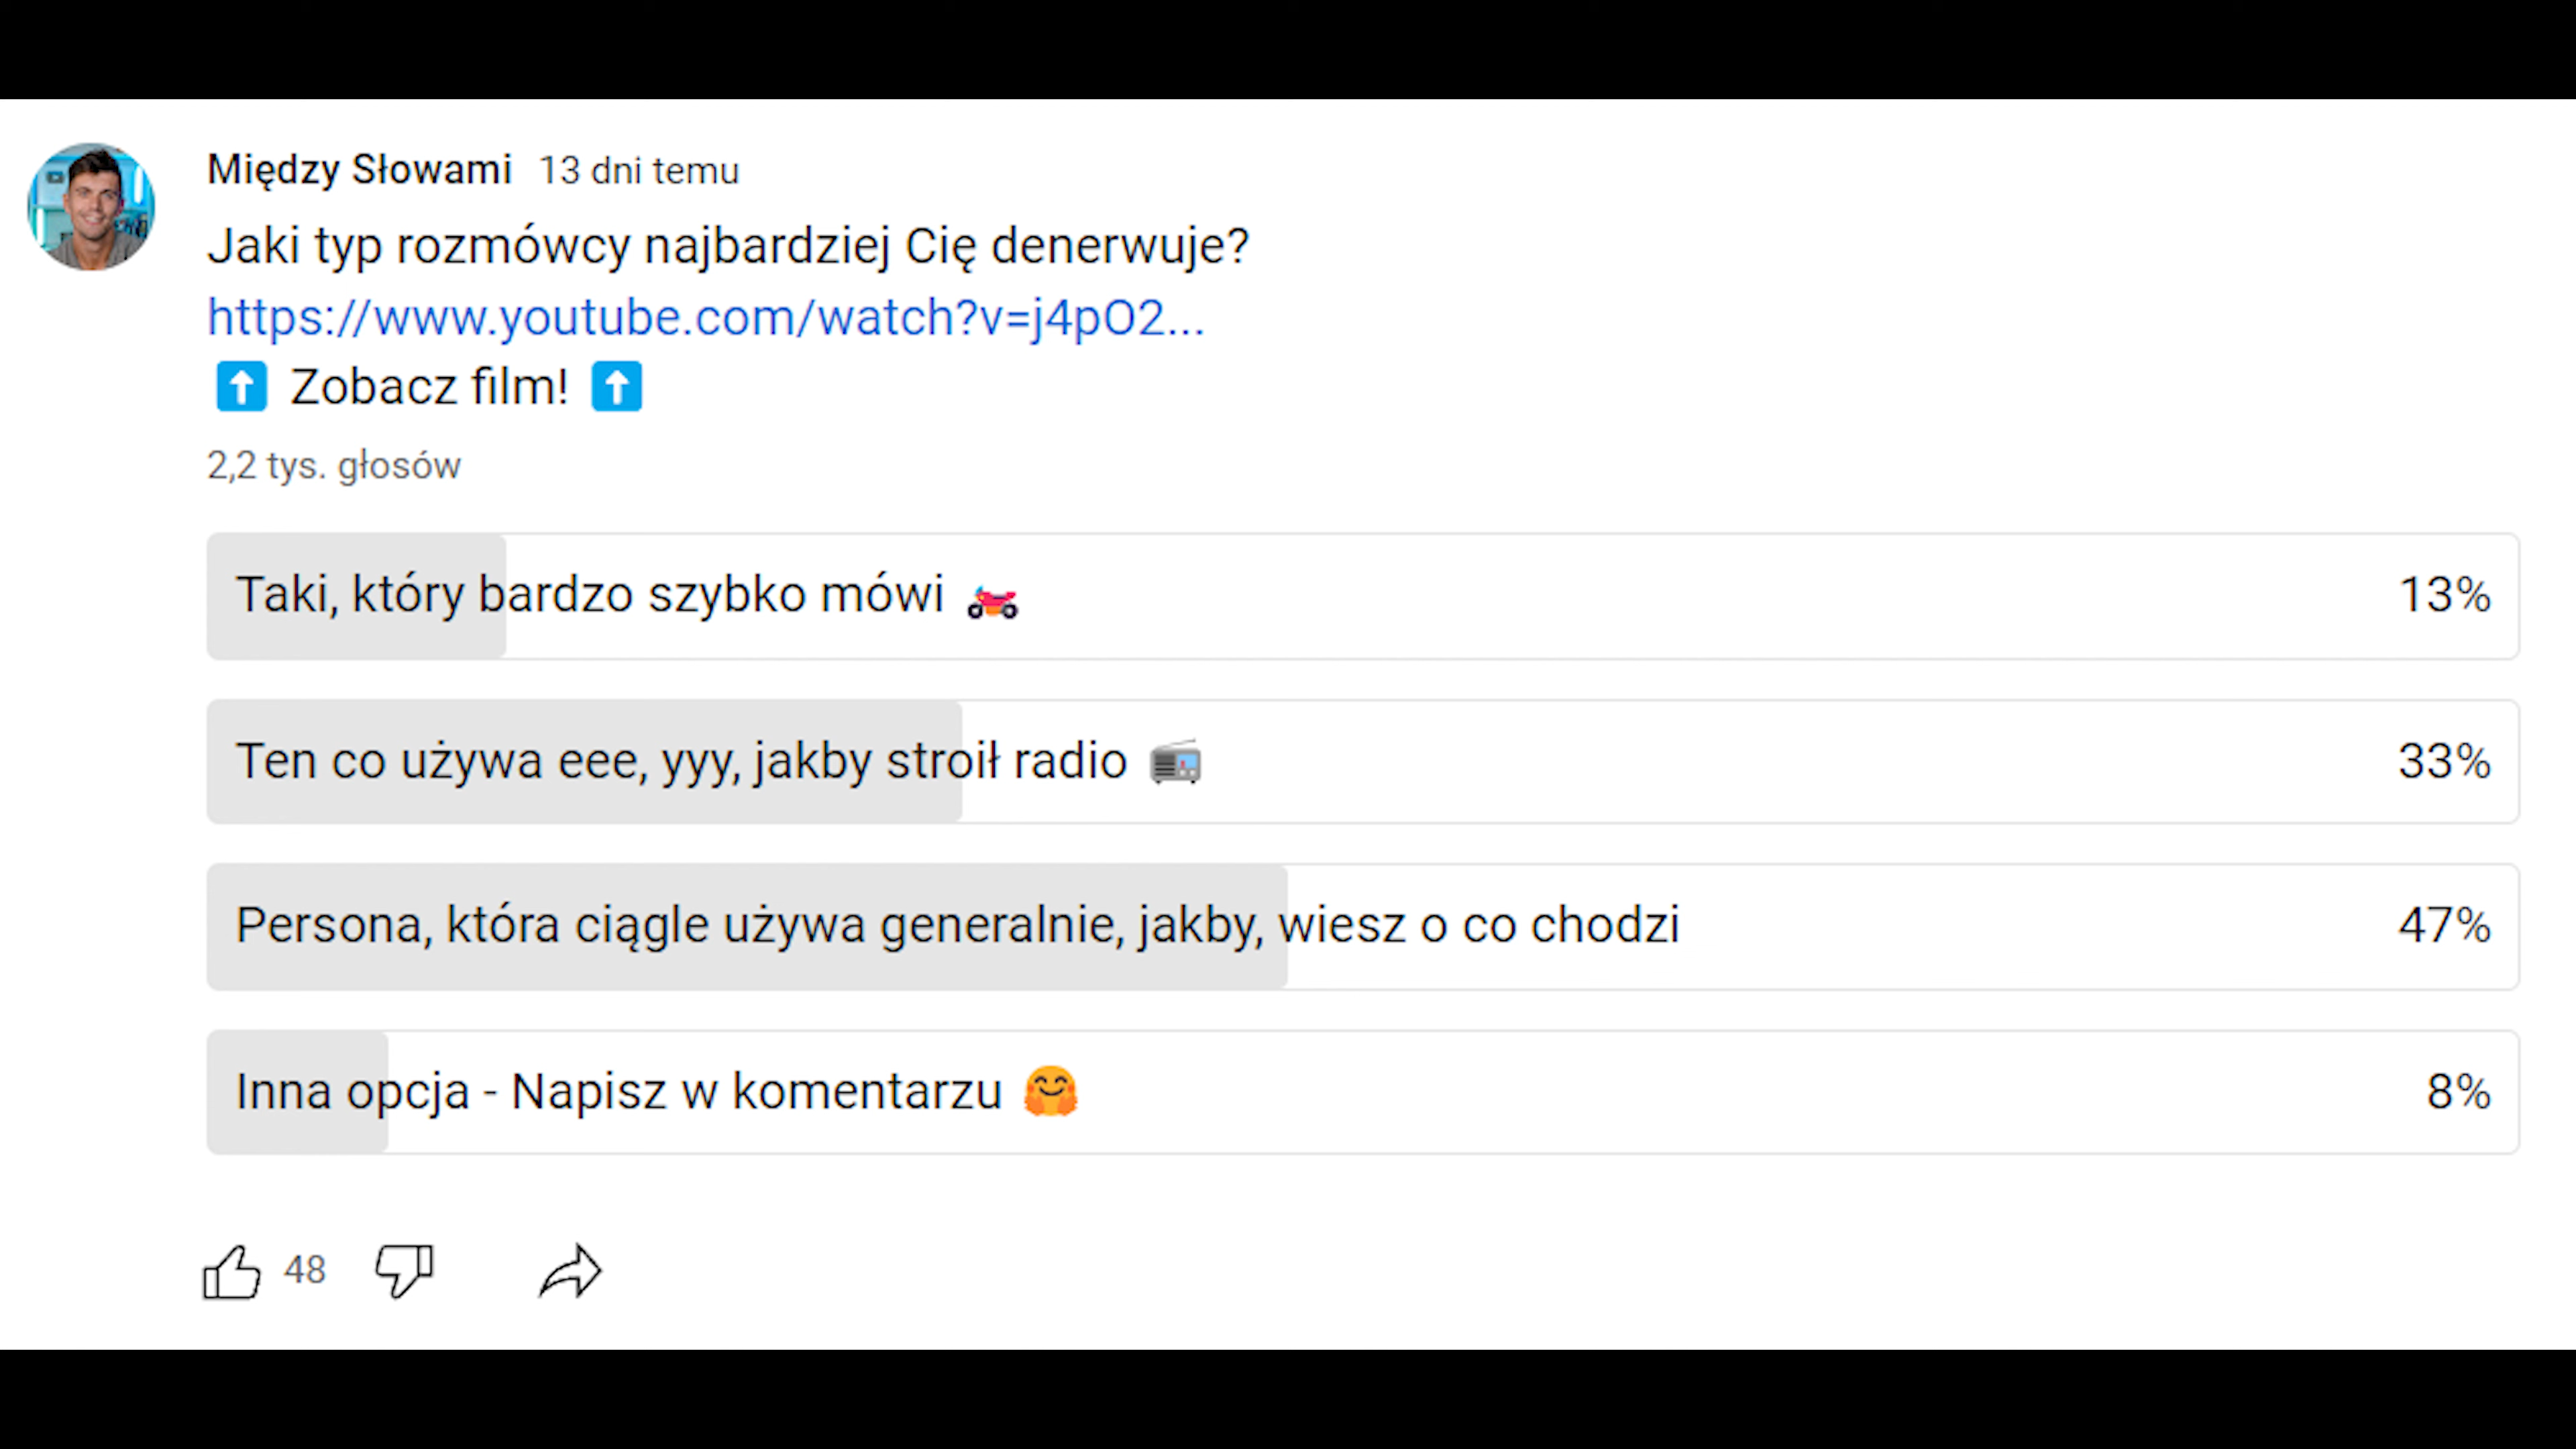 Między Słowami 13 dni temu
Jaki typ rozmówcy najbardziej Cię denerwuje?
https://www.youtube.com/watch?v=j4pO2...
⬆️ Zobacz film! ⬆️
2,2 tys. głosów
Taki, który bardzo szybko mówi 🏍️ 13%
Ten co używa eee, yyy, jakby stroił radio 📻 33%
Persona, która ciągle używa generalnie, jakby, wiesz o co chodzi 47%
Inna opcja - Napisz w komentarzu 🤗 8%
48